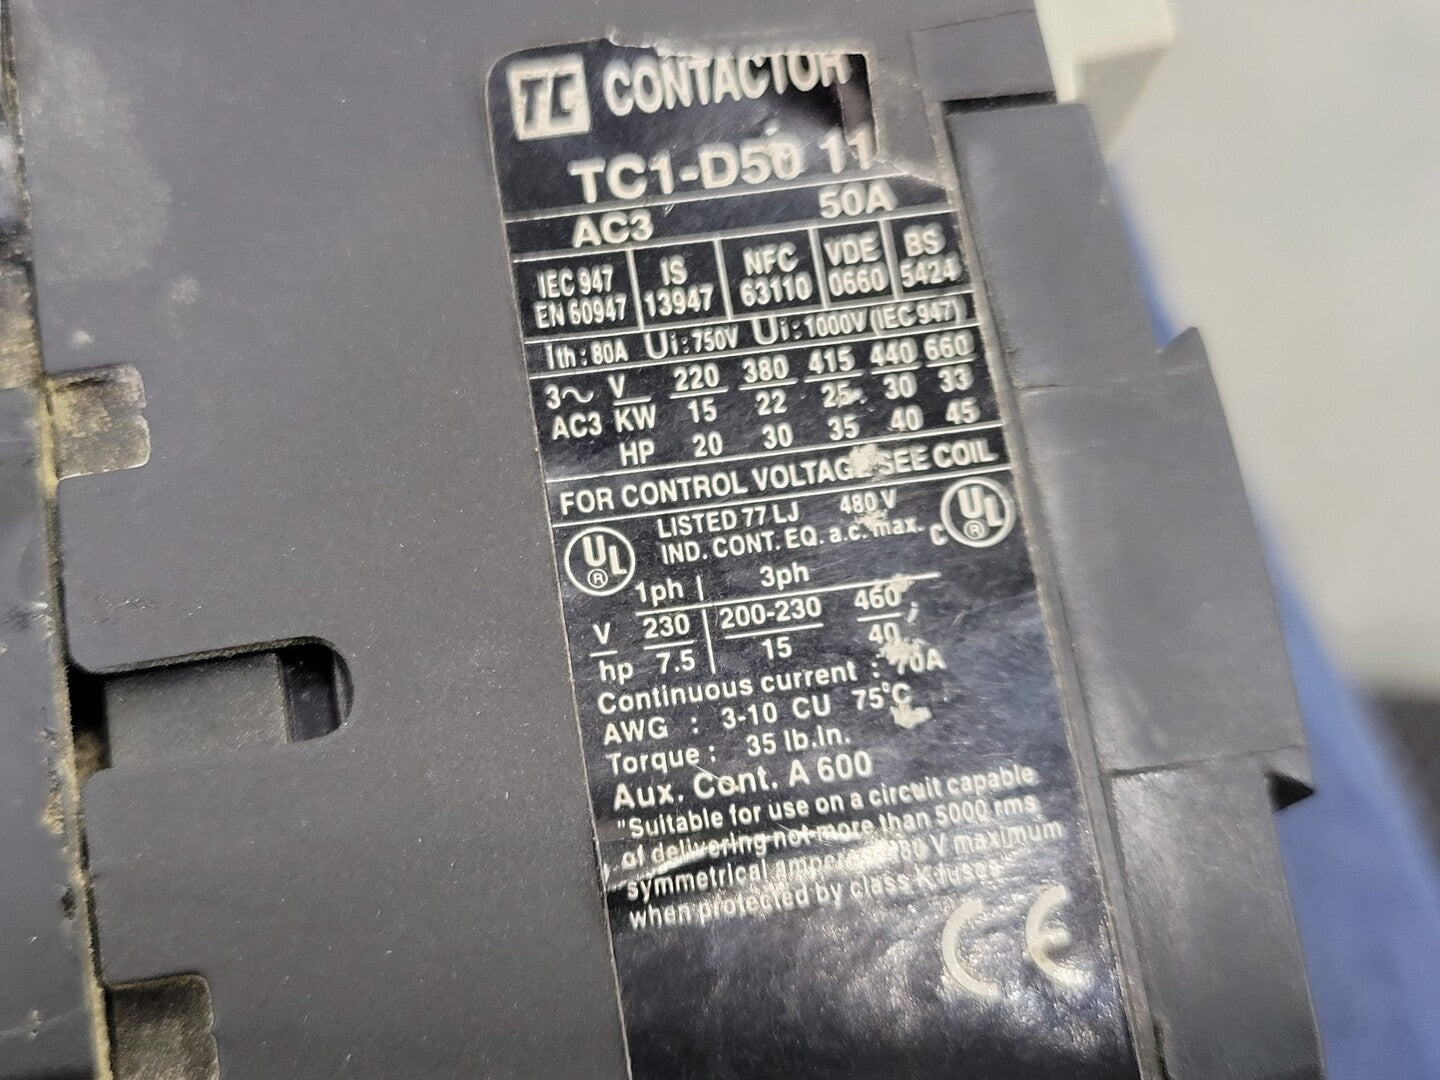 TC CONTACTOR
TC1-D50 11
AC3 50A
IEC 947 IS NFC VDE BS
EN 60947 13947 63110 0660 5424
Ith : 80A Ui : 750V Ui : 1000V (IEC 947)
3~ V 220 380 415 440 660
AC3 KW 15 22 25 30 33
HP 20 30 35 40 45
FOR CONTROL VOLTAGE SEE COIL
UL ® LISTED 77 LJ 480 V C UL ®
IND. CONT. EQ. a.c. max.
1ph 3ph
V 230 200-230 460
hp 7.5 15 40
Continuous current : 70A
AWG : 3-10 CU 75°C
Torque : 35 lb.In.
Aux. Cont. A 600
"Suitable for use on a circuit capable
of delivering not more than 5000 rms
symmetrical amperes 480 V maximum
when protected by class K fuses"
CE